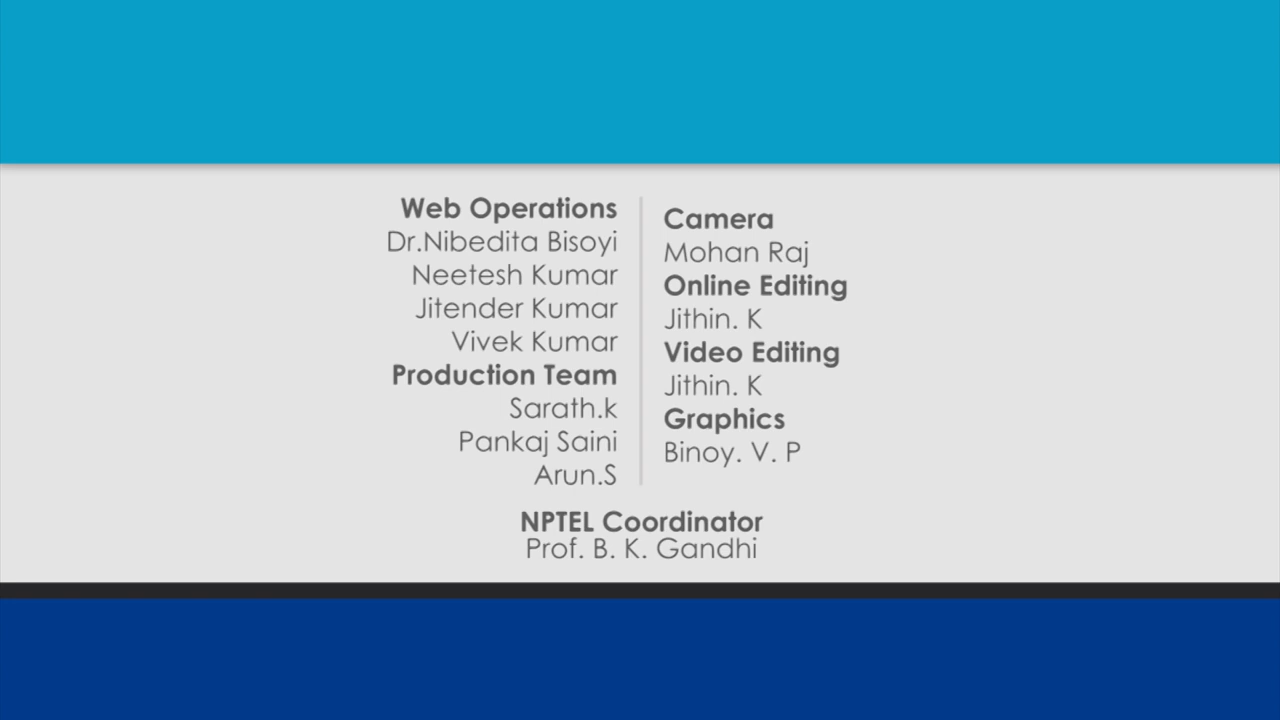 Web Operations
Dr.Nibedita Bisoyi
Neetesh Kumar
Jitender Kumar
Vivek Kumar
Production Team
Sarath.k
Pankaj Saini
Arun.S
Camera
Mohan Raj
Online Editing
Jithin. K
Video Editing
Jithin. K
Graphics
Binoy. V. P
NPTEL Coordinator
Prof. B. K. Gandhi